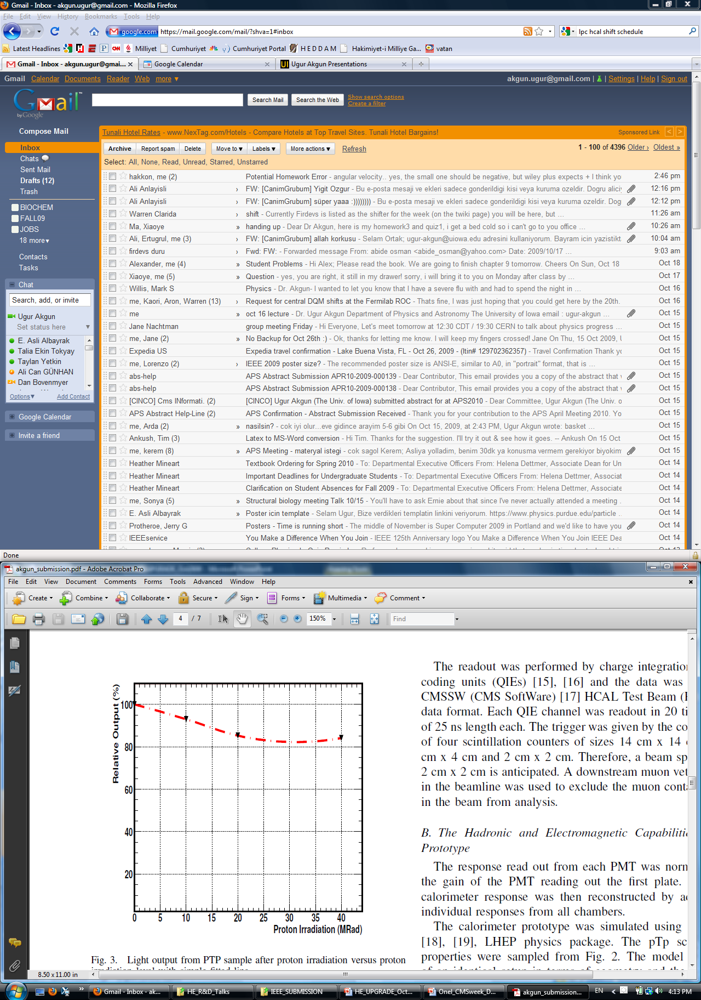 Gmail - Inbox - akgun.ugur@gmail.com - Mozilla Firefox
File Edit View History Bookmarks Tools Help
google.com https://mail.google.com/mail/?shva=1#inbox lpc hcal shift schedule
Latest Headlines Milliyet Cumhuriyet Cumhuriyet Portal H E D D A M Hakimiyet-i Milliye Ga... vatan
Gmail - Inbox - akgun.ugur@gmai... Google Calendar Ugur Akgun Presentations
Gmail Calendar Documents Reader Web more ▼ akgun.ugur@gmail.com | | Settings | Help | Sign out
Gmail™ by Google
Search Mail Search the Web Show search options
Create a filter
Compose Mail
Inbox
Chats
Sent Mail
Drafts (12)
Trash
BIOCHEM
FALL09
JOBS
18 more▼
Contacts
Tasks
Chat
Search, add, or invite
Ugur Akgun
Set status here
E. Asli Albayrak
Talia Ekin Tokyay
Taylan Yetkin
Ali Can GÜNHAN
Dan Bovenmyer
Options▼ Add Contact
Google Calendar
Invite a friend
Tunali Hotel Rates - www.NexTag.com/Hotels - Compare Hotels at Top Travel Sites. Tunali Hotel Bargains! Sponsored Link < >
Archive Report spam Delete Move to ▼ Labels ▼ More actions ▼ Refresh 1 - 100 of 4396 Older › Oldest »
Select: All, None, Read, Unread, Starred, Unstarred
hakkon, me (2) Potential Homework Error - angular velocity.. yes, the small one should be negative, but wiley plus expects + I think yo 2:46 pm
Ali Anlayisli › FW: [CanimGrubum] Yigit Ozgur - Bu e-posta mesaji ve ekleri sadece gonderildigi kisi veya kuruma ozeldir. Dogru aliciy 12:16 pm
Ali Anlayisli › FW: [CanimGrubum] süper yaaa :)))))))) - Bu e-posta mesaji ve ekleri sadece gonderildigi kisi veya kuruma ozeldir. Dog 12:12 pm
Warren Clarida › shift - Currently Firdevs is listed as the shifter for the week (on the twiki page) you will be here, but ... 11:26 am
Ma, Xiaoye » handing up - Dear Dr Akgun, here is my homework3 and quiz1, i get a bed cold so i can't go to you office ... 10:26 am
Ali, Ertugrul, me (3) › FW: [CanimGrubum] allah korkusu - Selam Ortak; ugur-akgun@uiowa.edu adresini kullaniyorum. Bayram icin yazistikt 10:04 am
firdevs duru › Fwd: FW: - Forwarded message From: abide osman <abide_osman@yahoo.com> Date: 2009/10/17 ... 9:03 am
Alexander, me (4) » Student Problems - Hi Alex; Please read the book. We are going to finish chapter 9 tomorrow. Cheers On Sun, Oct 18 Oct 18
Xiaoye, me (5) » Question - yes, you are right, it still in my drawer! sorry, i will bring it to you on Monday after class by ... Oct 17
Willis, Mark S Physics - Dr. Akgun- I wanted to let you know that I have a severe flu with and had to spend the night in ... Oct 16
me, Kaori, Aron, Warren (13) › Request for central DQM shifts at the Fermilab ROC - Thats fine, I was just hoping that you could get here by the 20th. Oct 16
me » oct 16 lecture - Dr. Ugur Akgun Department of Physics and Astronomy The University of Iowa email : ugur-akgun ... Oct 15
Jane Nachtman group meeting Friday - Hi Everyone, Let's meet tomorrow at 12:30 CDT / 19:30 CERN to talk about physics progress ... Oct 15
me, Jane (2) » No Backup for Oct 26th :) - Ok, thanks for letting me know. I will keep my fingers crossed! Jane On Thu, 15 Oct 2009, U Oct 15
Expedia US Expedia travel confirmation - Lake Buena Vista, FL - Oct 26, 2009 - (Itin# 129702362357) - Travel Confirmation Thank yo Oct 15
me, Lorenzo (2) › IEEE 2009 poster size? - The recommended poster size is ANSI-E, similar to A0, in "portrait" format, that is ... Oct 15
abs-help APS Abstract Submission APR10-2009-000139 - Dear Contributor, This email provides you a copy of the abstract that w Oct 15
abs-help APS Abstract Submission APR10-2009-000138 - Dear Contributor, This email provides you a copy of the abstract that w Oct 15
[CINCO] Cms INformati. (2) [CINCO] Ugur Akgun (The Univ. of Iowa) submitted abstract for at APS2010 - Dear Committee, Ugur Akgun (The Univ. o Oct 15
APS Abstract Help-Line (2) APS Confirmation - Abstract Submission Received - Thank you for your contribution to the APS April Meeting 2010. Yo Oct 15
me, Arda (2) » nasilsin? - cok iyi olur...eve gidince arayim 5-6 gibi On Oct 15, 2009, at 2:43 PM, Ugur Akgun wrote: basket ... Oct 15
Ankush, Tim (3) Latex to MS-Word conversion - Hi Tim. Thanks for the suggestion. I'll try it out & see how it goes. -- Ankush On 15 Oct Oct 15
me, kerem (8) » APS Meeting - materyal istegi - cok sagol Kerem; Asliya yolladim, benim 30dk ya konusma vermem gerekiyor biyokim Oct 15
Heather Mineart Textbook Ordering for Spring 2010 - To: Departmental Executive Officers From: Helena Dettmer, Associate Dean for Un Oct 14
Heather Mineart Important Deadlines for Undergraduate Students - To: Departmental Executive Officers From: Helena Dettmer, Associat Oct 14
Heather Mineart Clarification on Student Absences for Fall 2009 - To: Departmental Executive Officers From: Helena Dettmer, Associate Oct 14
me, Sonya (5) » Structural biology meeting Talk 10/15 - You'll have to ask Ernie about that since I've never actually attended a meeting . Oct 14
E. Asli Albayrak » Poster icin template - Selam Ugur, Bize verdikleri templatin linkini veriyorum. https://www.physics.purdue.edu/particle ... Oct 14
Protheroe, Jerry G Posters - Time is running short - The middle of November is Super Computer 2009 in Portland and we'd like to have you Oct 14
IEEEservice You Make a Difference When You Join - IEEE 125th Anniversary logo You Make a Difference When You Join IEEE Dea Oct 14
Done
akgun_submission.pdf - Adobe Acrobat Pro
File Edit View Document Comments Forms Tools Advanced Window Help
Create Combine Collaborate Secure Sign Forms Multimedia Comment
4 / 7 150% Find
Relative Output (%)
100
80
60
40
20
0 5 10 15 20 25 30 35 40
Proton Irradiation (MRad)
Fig. 3. Light output from PTP sample after proton irradiation versus proton
The readout was performed by charge integration
coding units (QIEs) [15], [16] and the data was
CMSSW (CMS SoftWare) [17] HCAL Test Beam (
data format. Each QIE channel was readout in 20 ti
of 25 ns length each. The trigger was given by the co
of four scintillation counters of sizes 14 cm x 14
cm x 4 cm and 2 cm x 2 cm. Therefore, a beam sp
2 cm x 2 cm is anticipated. A downstream muon vet
in the beamline was used to exclude the muon conta
in the beam from analysis.
B. The Hadronic and Electromagnetic Capabilitie
Prototype
The response read out from each PMT was norm
the gain of the PMT reading out the first plate.
calorimeter response was then reconstructed by a
individual responses from all chambers.
The calorimeter prototype was simulated using
[18], [19], LHEP physics package. The pTp sc
properties were sampled from Fig. 2. The model
8.50 x 11.00 in
Gmail - Inbox - ak... HE_R&D_Talks IEEE_SUBMISSION HE_UPGRADE_Oct... Onel_CMSweek_D... akgun_submission... EN 4:13 PM